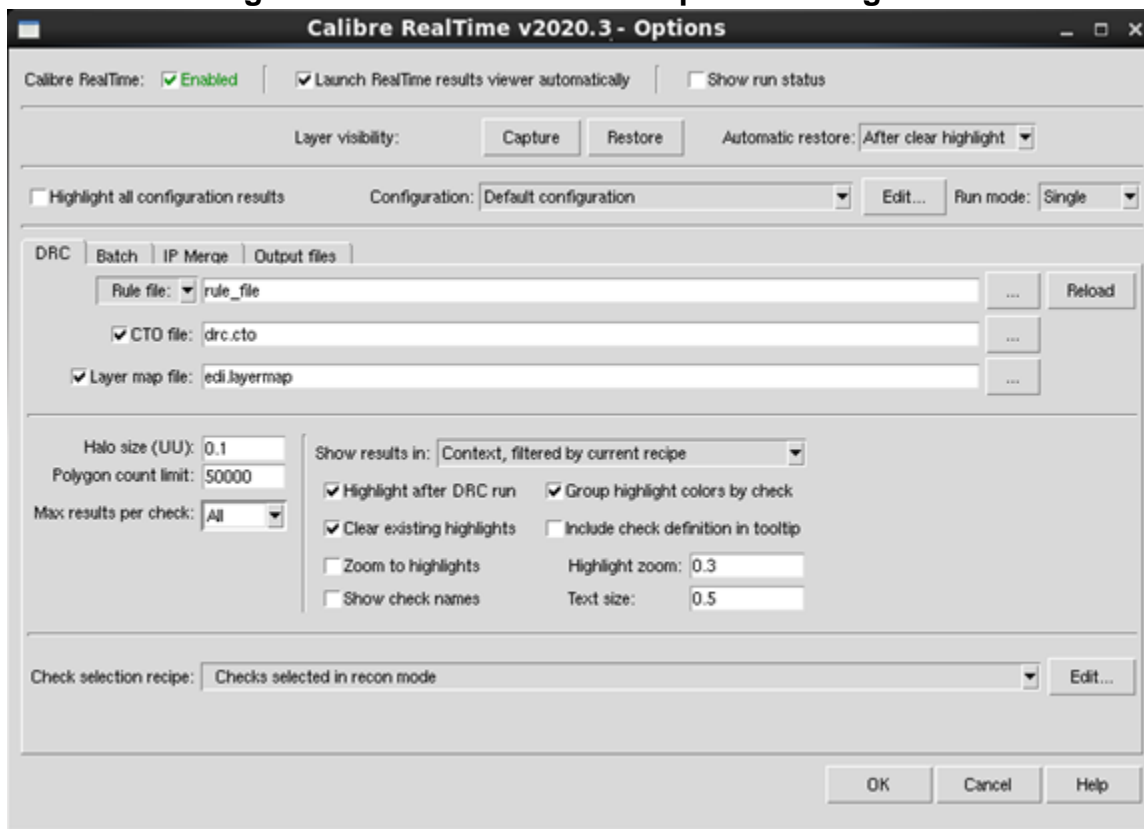 Calibre RealTime v2020.3 - Options
Calibre RealTime: Enabled Launch RealTime results viewer automatically Show run status
Layer visibility: Capture Restore Automatic restore: After clear highlight
Highlight all configuration results Configuration: Default configuration Edit... Run mode: Single
DRC Batch IP Merge Output files
Rule file: rule_file ... Reload
CTO file: drc.cto ...
Layer map file: edi.layermap ...
Halo size (UU): 0.1 Show results in: Context, filtered by current recipe
Polygon count limit: 50000
Highlight after DRC run Group highlight colors by check
Max results per check: All
Clear existing highlights Include check definition in tooltip
Zoom to highlights Highlight zoom: 0.3
Show check names Text size: 0.5
Check selection recipe: Checks selected in recon mode Edit...
OK Cancel Help